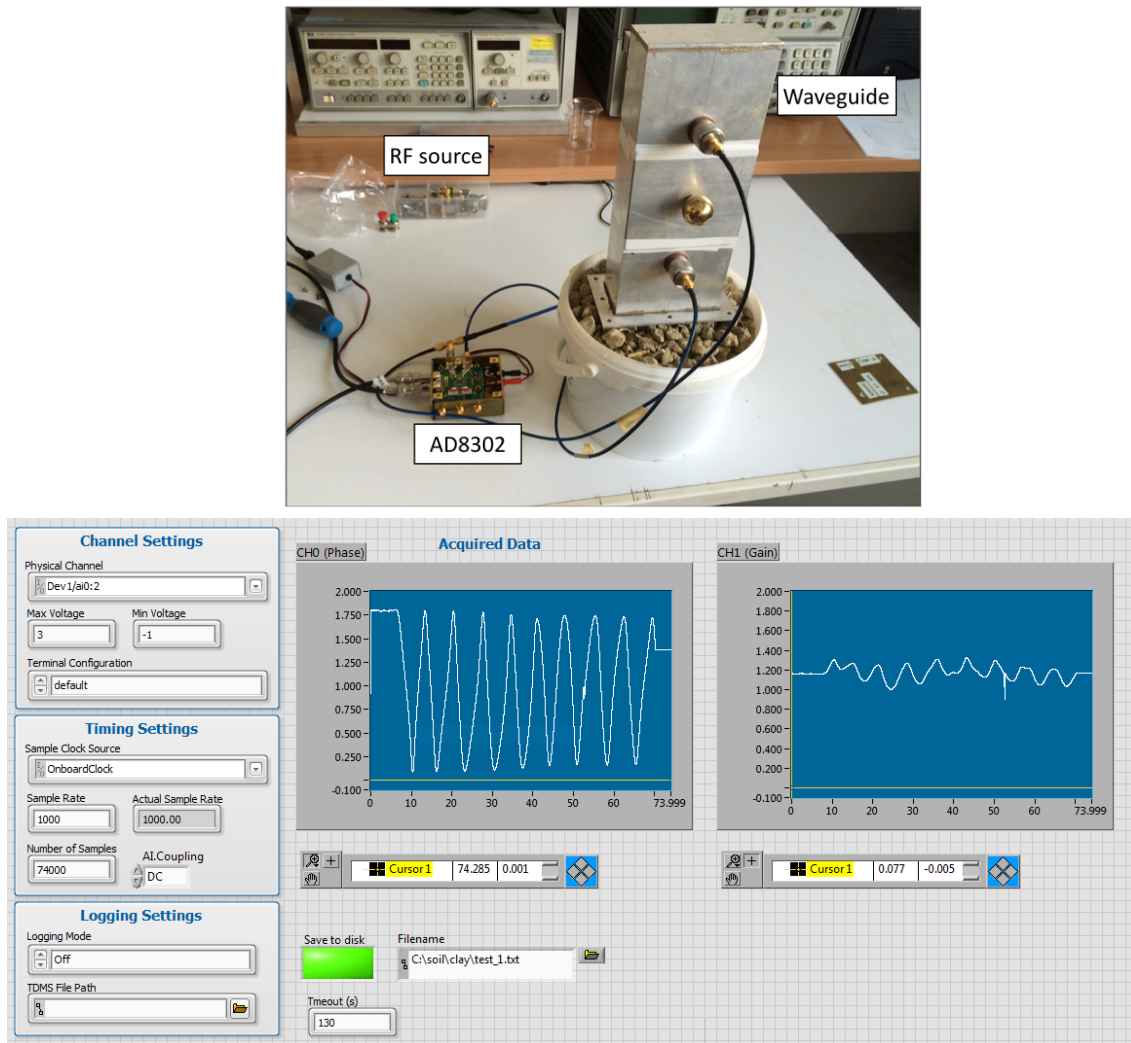 Waveguide
RF source
AD8302
Channel Settings
Physical Channel
Dev1/ai0:2
Max Voltage
Min Voltage
3
-1
Terminal Configuration
default
Timing Settings
Sample Clock Source
OnboardClock
Sample Rate
Actual Sample Rate
1000
1000.00
Number of Samples
AI.Coupling
74000
DC
Logging Settings
Logging Mode
Off
TDMS File Path
Acquired Data
CH0 (Phase)
2.000
1.750
1.500
1.250
1.000
0.750
0.500
0.250
-0.100
0 10 20 30 40 50 60 73.999
Cursor 1 74.285 0.001
CH1 (Gain)
2.000
1.800
1.600
1.400
1.200
1.000
0.800
0.600
0.400
0.200
-0.100
0 10 20 30 40 50 60 73.999
Cursor 1 0.077 -0.005
Save to disk
Filename
C:\soil\clay\test_1.txt
Tmeout (s)
130